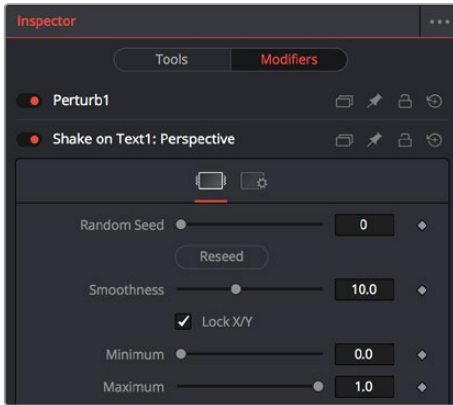 Inspector
Tools Modifiers
Perturb1
Shake on Text1: Perspective
Random Seed 0
Reseed
Smoothness 10.0
Lock X/Y
Minimum 0.0
Maximum 1.0